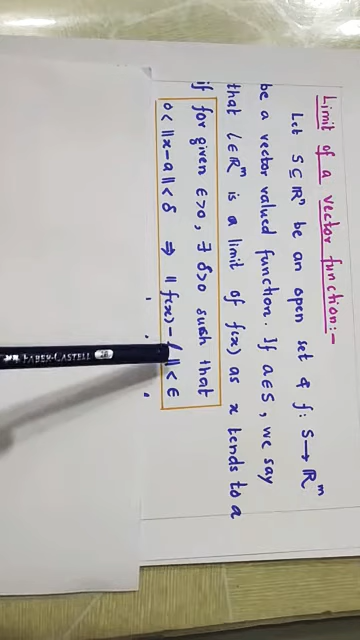 Limit of a vector function:-
Let S ⊆ ℝⁿ be an open set & f: S → ℝᵐ
be a vector valued function. If a∈S, we say
that l∈ℝᵐ is a limit of f(x) as x tends to a
if for given ∈>0, ∃ δ>0 such that
0 < ||x-a|| < δ ⇒ || f(x) - l || < ∈
FABER-CASTELL